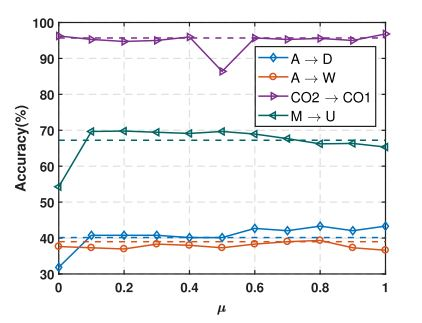 100
90
80
70
60
50
40
30
Accuracy(%)
A → D
A → W
CO2 → CO1
M → U
0 0.2 0.4 0.6 0.8 1
μ